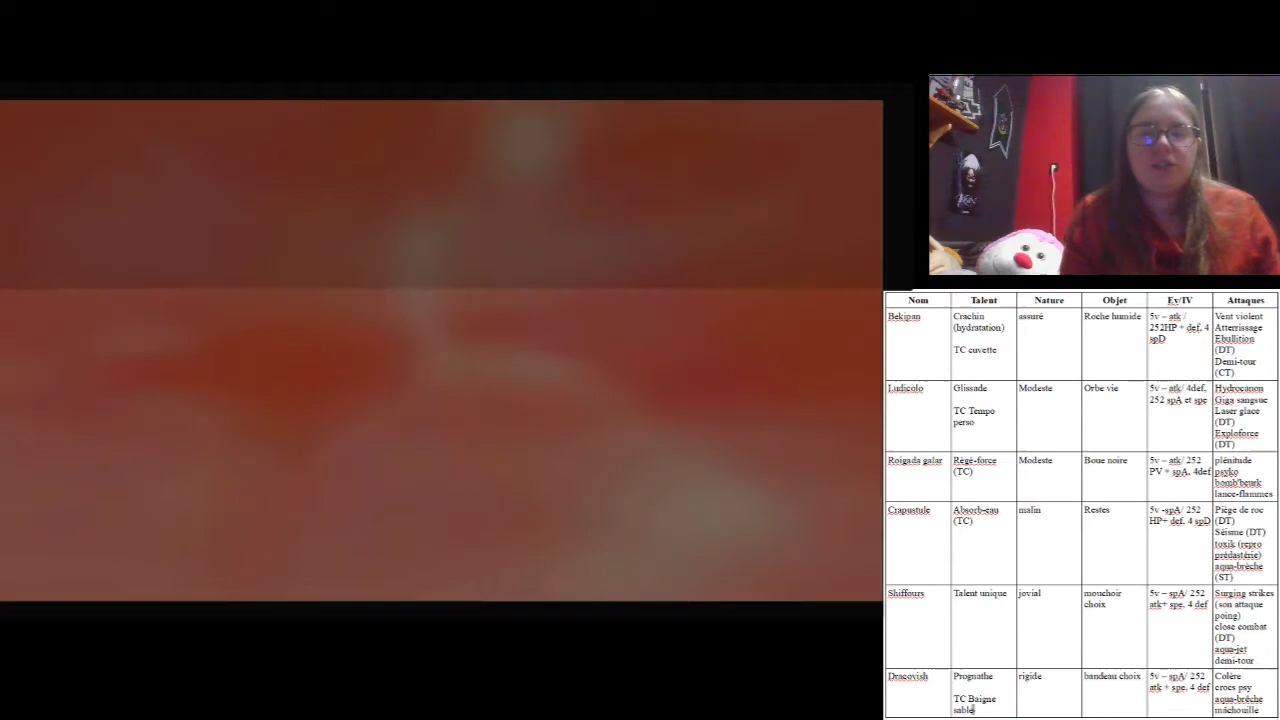 Nom Talent Nature Objet Ev/IV Attaques
Bekipan Crachin (hydratation) TC cuvette assuré Roche humide 5v – atk / 252HP + def, 4 spD Vent violent Atterrissage Ebullition (DT) Demi-tour (CT)
Ludicolo Glissade TC Tempo perso Modeste Orbe vie 5v – atk/ 4def, 252 spA et spe Hydrocanon Giga sangsue Laser glace (DT) Exploforce (DT)
Roigada galar Régé-force (TC) Modeste Boue noire 5v – atk/ 252 PV + spA, 4def plénitude psyko bomb'beurk lance-flammes
Crapustule Absorb-eau (TC) malin Restes 5v -spA/ 252 HP+ def, 4 spD Piège de roc (DT) Séisme (DT) toxik (repro prédastérie) aqua-brèche (ST)
Shiffours Talent unique jovial mouchoir choix 5v – spA/ 252 atk+ spe, 4 def Surging strikes (son attaque poing) close combat (DT) aqua-jet demi-tour
Dracovish Prognathe TC Baigne sable rigide bandeau choix 5v – spA/ 252 atk + spe, 4 def Colère crocs psy aqua-brèche mâchouille